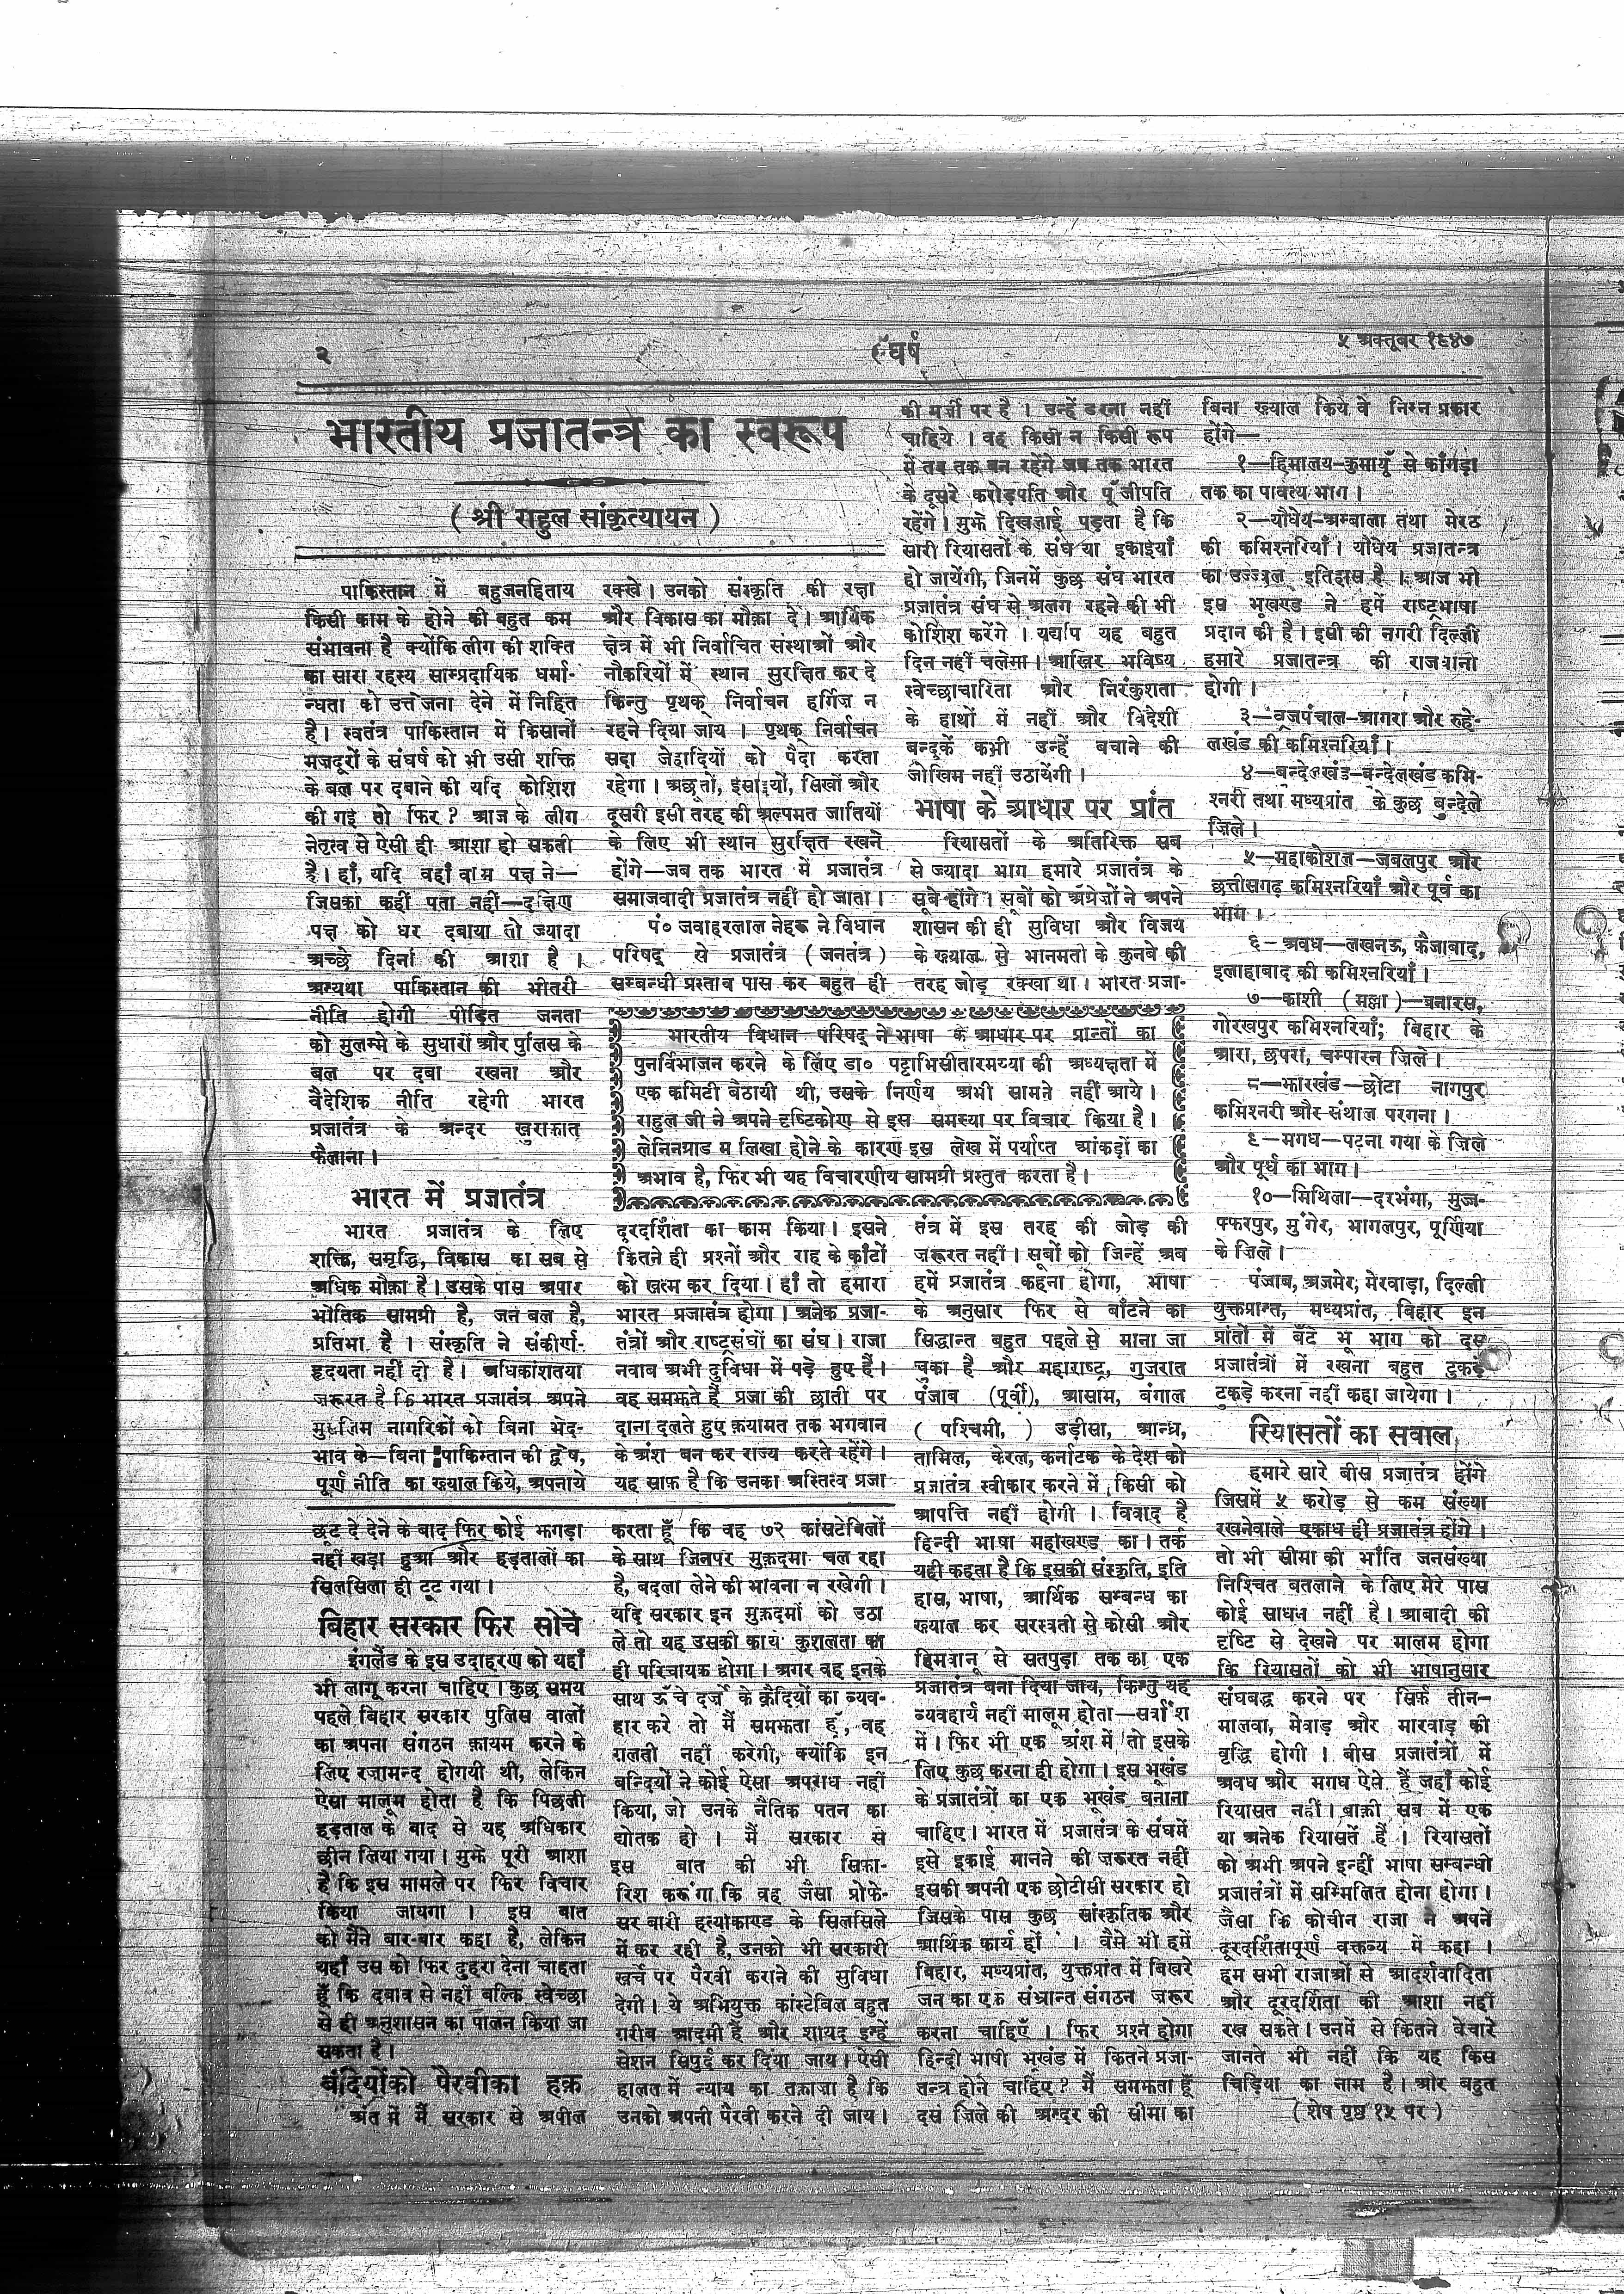 २
संघर्ष
५ अक्तूबर १९४७
भारतीय प्रजातन्त्र का स्वरूप
( श्री राहुल सांकृत्यायन )
पाकिस्तान में बहुजनहिताय
किसी काम के होने की बहुत कम
संभावना है क्योंकि लीग की शक्ति
का सारा रहस्य साम्प्रदायिक धर्मा-
न्धता को उत्तेजना देने में निहित
है। स्वतंत्र पाकिस्तान में किसानों
मजदूरों के संघर्ष को भी उसी शक्ति
के बल पर दबाने की यदि कोशिश
की गई तो फिर? आज के लीग
नेतृत्व से ऐसी ही आशा हो सकती
है। हाँ, यदि वहाँ वाम पक्ष ने—
जिसका कहीं पता नहीं—दक्षिण
पक्ष को धर दबाया तो ज्यादा
अच्छे दिनों की आशा है।
अन्यथा पाकिस्तान की भीतरी
नीति होगी पीड़ित जनता
को मुलम्मे के सुधारों और पुलिस के
बल पर दबा रखना और
वैदेशिक नीति रहेगी भारत
प्रजातंत्र के अन्दर खुराफात
फैलाना।
भारत में प्रजातंत्र
भारत प्रजातंत्र के लिए
शक्ति, समृद्धि, विकास का सब से
अधिक मौक़ा है। उसके पास अपार
भौतिक सामग्री है, जन बल है,
प्रतिभा है। संस्कृति ने संकीर्ण-
हृदयता नहीं दी है। अधिकांशतया
जरूरत है कि भारत प्रजातंत्र अपने
मुस्लिम नागरिकों को बिना भेद-
भाव के—बिना पाकिस्तान की द्वेष,
पूर्ण नीति का ख्याल किये, अपनाये
रक्खे। उनको संस्कृति की रक्षा
और विकास का मौका दे। आर्थिक
क्षेत्र में भी निर्वाचित संस्थाओं और
नौकरियों में स्थान सुरक्षित कर दे
किन्तु पृथक् निर्वाचन हर्गिज न
रहने दिया जाय। पृथक् निर्वाचन
सदा जेहादियों को पैदा करता
रहेगा। अछूतों, इसाइयों, सिखों और
दूसरी इसी तरह की अल्पमत जातियों
के लिए भी स्थान सुरक्षित रखने
होंगे—जब तक भारत में प्रजातंत्र
समाजवादी प्रजातंत्र नहीं हो जाता।
पं० जवाहरलाल नेहरू ने विधान
परिषद् से प्रजातंत्र (जनतंत्र)
सम्बन्धी प्रस्ताव पास कर बहुत ही
भारतीय विधान परिषद् ने भाषा के आधार पर प्रान्तों का
पुनर्विभाजन करने के लिए डा० पट्टाभिसीतारमय्या की अध्यक्षता में
एक कमिटी बैठायी थी, उसके निर्णय अभी सामने नहीं आये।
राहुल जी ने अपने दृष्टिकोण से इस समस्या पर विचार किया है।
लेनिनग्राड म लिखा होने के कारण इस लेख में पर्याप्त आंकड़ों का
अभाव है, फिर भी यह विचारणीय सामग्री प्रस्तुत करता है।
दूरदर्शिता का काम किया। इसने
कितने ही प्रश्नों और राह के काँटों
को खत्म कर दिया। हाँ तो हमारा
भारत प्रजातंत्र होगा। अनेक प्रजा-
तंत्रों और राष्ट्रसंघों का संघ। राजा
नवाब अभी दुविधा में पड़े हुए हैं।
वह समझते हैं प्रजा की छाती पर
दाना दलते हुए क़यामत तक भगवान
के अंश बन कर राज्य करते रहेंगे।
यह साफ़ है कि उनका अस्तित्व प्रजा
की मर्जी पर है। उन्हें डरना नहीं
चाहिये। वह किसी न किसी रूप
में तब तक बन रहेंगे जब तक भारत
के दूसरे करोड़पति और पूँजीपति
रहेंगे। मुझे दिखलाई पड़ता है कि
सारी रियासतों के संघ या इकाइयाँ
हो जायेंगी, जिनमें कुछ संघ भारत
प्रजातंत्र संघ से अलग रहने की भी
कोशिश करेंगे। यद्यपि यह बहुत
दिन नहीं चलेगा। आखिर भविष्य
स्वेच्छाचारिता और निरंकुशता
के हाथों में नहीं और विदेशी
बन्दूकें कभी उन्हें बचाने की
जोखिम नहीं उठायेंगी।
भाषा के आधार पर प्रांत
रियासतों के अतिरिक्त सब
से ज्यादा भाग हमारे प्रजातंत्र के
सूबे होंगे। सूबों को अंग्रेजों ने अपने
शासन की ही सुविधा और विजय
के ख्याल से भानमती के कुनबे की
तरह जोड़ रक्खा था। भारत प्रजा-
तंत्र में इस तरह की जोड़ की
जरूरत नहीं। सूबों को जिन्हें अब
हमें प्रजातंत्र कहना होगा, भाषा
के अनुसार फिर से बाँटने का
सिद्धान्त बहुत पहले से माना जा
चुका है और महाराष्ट्र, गुजरात
पंजाब (पूर्वी), आसाम, बंगाल
( पश्चिमी, ) उड़ीसा, आन्ध्र,
तामिल, केरल, कर्नाटक के देश को
प्रजातंत्र स्वीकार करने में किसी को
आपत्ति नहीं होगी। विवाद है
हिन्दी भाषा महाखण्ड का। तर्क
यही कहता है कि इसकी संस्कृति, इति
हास, भाषा, आर्थिक सम्बन्ध का
ख्याल कर सरस्वती से कोसी और
हिमवान् से सतपुड़ा तक का एक
प्रजातंत्र बना दिया जाय, किन्तु यह
व्यवहार्य नहीं मालूम होता—सर्वांश
में। फिर भी एक अंश में तो इसके
लिए कुछ करना ही होगा। इस भूखंड
के प्रजातंत्रों का एक भूखंड बनाना
चाहिए। भारत में प्रजातंत्र के संघमें
इसे इकाई मानने की जरूरत नहीं
इसकी अपनी एक छोटीसी सरकार हो
जिसके पास कुछ सांस्कृतिक और
आर्थिक कार्य हों। वैसे भी हमें
बिहार, मध्यप्रांत, युक्तप्रांत में बिखरे
जन का एक संभ्रान्त संगठन जरूर
करना चाहिएँ। फिर प्रश्न होगा
हिन्दी भाषी भूखंड में कितने प्रजा-
तन्त्र होने चाहिए? मैं समझता हूँ
दस जिले की अन्दर की सीमा का
बिना ख्याल किये वे निम्न प्रकार
होंगे—
१—हिमालय-कुमायूँ से काँगड़ा
तक का पार्वत्य भाग।
२—यौधेय-अम्बाला तथा मेरठ
की कमिश्नरियाँ। यौधेय प्रजातन्त्र
का उज्ज्वल इतिहास है। आज भी
इस भूखण्ड ने हमें राष्ट्रभाषा
प्रदान की है। इसी की नगरी दिल्ली
हमारे प्रजातन्त्र की राजधानी
होगी।
३—वृजपंचाल-आगरा और रुहे-
लखंड की कमिश्नरियाँ।
४—बुन्देलखंड-बुन्देलखंड कमि-
श्नरी तथा मध्यप्रांत के कुछ बुन्देले
जिले।
५—महाकोशल—जबलपुर और
छत्तीसगढ़ कमिश्नरियाँ और पूर्व का
भाग।
६—अवध—लखनऊ, फ़ैजाबाद,
इलाहाबाद की कमिश्नरियाँ।
७—काशी (मल्ल)—बनारस,
गोरखपुर कमिश्नरियाँ; बिहार के
आरा, छपरा, चम्पारन ज़िले।
८—झारखंड—छोटा नागपुर
कमिश्नरी और संथाल परगना।
९—मगध—पटना गया के ज़िले
और पूर्व का भाग।
१०—मिथिला—दरभंगा, मुज्ज-
फ्फरपुर, मुंगेर, भागलपुर, पूर्णिया
के ज़िले।
पंजाब, अजमेर, मेरवाड़ा, दिल्ली
युक्तप्रान्त, मध्यप्रांत, बिहार इन
प्रांतों में बँटे भू भाग को दस
प्रजातंत्रों में रखना बहुत टुकड़े
टुकड़े करना नहीं कहा जायेगा।
रियासतों का सवाल
हमारे सारे बीस प्रजातंत्र होंगे
जिसमें ५ करोड़ से कम संख्या
रखनेवाले एकाध ही प्रजातंत्र होंगे।
तो भी सीमा की भाँति जनसंख्या
निश्चित बतलाने के लिए मेरे पास
कोई साधन नहीं है। आबादी की
दृष्टि से देखने पर मालूम होगा
कि रियासतों को भी भाषानुसार
संघबद्ध करने पर सिर्फ़ तीन—
मालवा, मेवाड़ और मारवाड़ की
वृद्धि होगी। बीस प्रजातंत्रों में
अवध और मगध ऐसे हैं जहाँ कोई
रियासत नहीं। बाक़ी सब में एक
या अनेक रियासतें हैं। रियासतों
को अभी अपने इन्हीं भाषा सम्बन्धी
प्रजातंत्रों में सम्मिलित होना होगा।
जैसा कि कोचीन राजा ने अपने
दूरदर्शितापूर्ण वक्तव्य में कहा।
हम सभी राजाओं से आदर्शवादिता
और दूरदर्शिता की आशा नहीं
रख सकते। उनमें से कितने बेचारे
जानते भी नहीं कि यह किस
चिड़िया का नाम है। और बहुत
( शेष पृष्ठ १५ पर )
छूट दे देने के बाद फिर कोई झगड़ा
नहीं खड़ा हुआ और हड़तालों का
सिलसिला ही टूट गया।
बिहार सरकार फिर सोचे
इंगलैंड के इस उदाहरण को यहाँ
भी लागू करना चाहिए। कुछ समय
पहले बिहार सरकार पुलिस वालों
का अपना संगठन क़ायम करने के
लिए रजामन्द होगयी थी, लेकिन
ऐसा मालूम होता है कि पिछली
हड़ताल के बाद से यह अधिकार
छीन लिया गया। मुझे पूरी आशा
है कि इस मामले पर फिर विचार
किया जायगा। इस बात
को मैंने बार-बार कहा है, लेकिन
यहाँ उस को फिर दुहरा देना चाहता
हूँ कि दबाव से नहीं बल्कि स्वेच्छा
से ही अनुशासन का पालन किया जा
सकता है।
बंदियोंको पैरवीका हक़
अंत में मैं सरकार से अपील
करता हूँ कि वह ७२ कांसटेबिलों
के साथ जिनपर मुक़दमा चल रहा
है, बदला लेने की भावना न रखेगी।
यदि सरकार इन मुक़दमों को उठा
ले तो यह उसकी कार्य कुशलता का
ही परिचायक होगा। अगर वह इनके
साथ ऊँचे दर्जे के क़ैदियों का व्यव-
हार करे तो मैं समझता हूँ, वह
ग़लती नहीं करेगी, क्योंकि इन
बन्दियों ने कोई ऐसा अपराध नहीं
किया, जो उनके नैतिक पतन का
द्योतक हो। मैं सरकार से
इस बात की भी सिफ़ा-
रिश करूंगा कि वह जैसा प्रोफे-
सर बारी हत्याकाण्ड के सिलसिले
में कर रही है, उनको भी सरकारी
खर्चे पर पैरवी कराने की सुविधा
देगी। ये अभियुक्त कांस्टेबिल बहुत
ग़रीब आदमी हैं और शायद इन्हें
सेशन सिपुर्द कर दिया जाय। ऐसी
हालत में न्याय का तक़ाजा है कि
उनको अपनी पैरवी करने दी जाय।